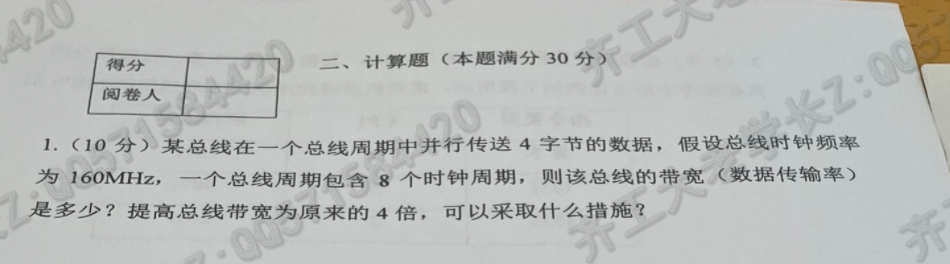 得分
阅卷人
二、计算题（本题满分 30 分）
1.（10 分）某总线在一个总线周期中并行传送 4 字节的数据，假设总线时钟频率
为 160MHz，一个总线周期包含 8 个时钟周期，则该总线的带宽（数据传输率）
是多少？提高总线带宽为原来的 4 倍，可以采取什么措施？